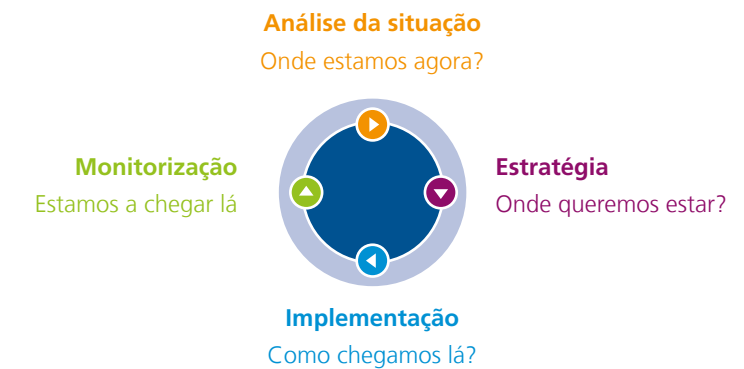 Análise da situação
Onde estamos agora?
Monitorização
Estamos a chegar lá
Estratégia
Onde queremos estar?
Implementação
Como chegamos lá?